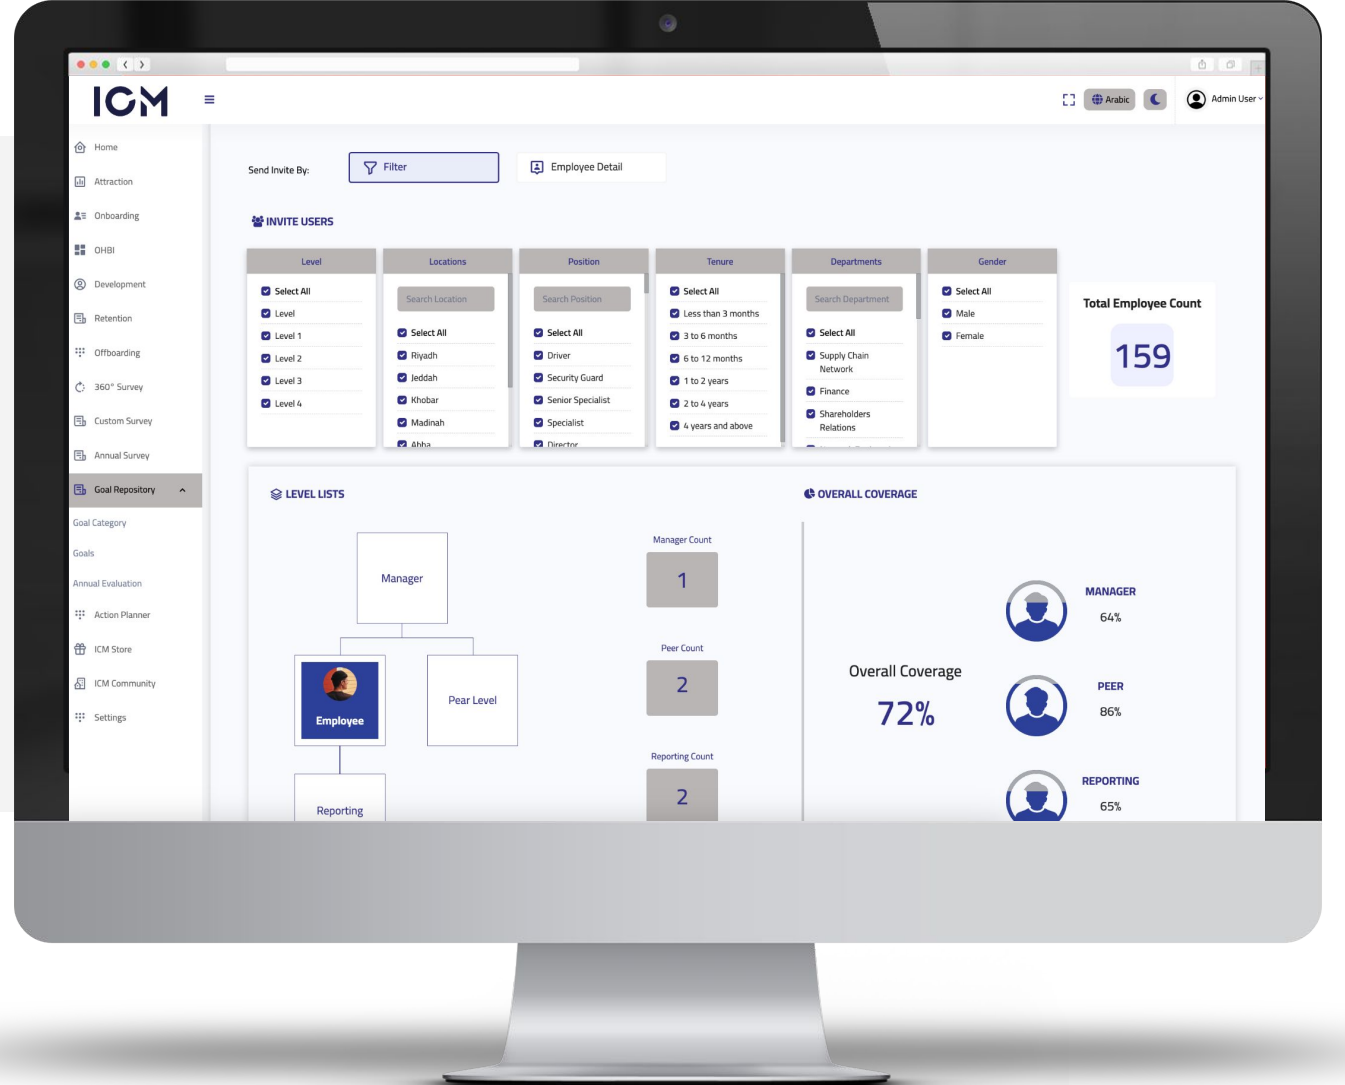 ICM
Arabic
Admin User
Home
Attraction
Onboarding
OHBI
Development
Retention
Offboarding
360° Survey
Custom Survey
Annual Survey
Goal Repository
Goal Category
Goals
Annual Evaluation
Action Planner
ICM Store
ICM Community
Settings
Send Invite By:
Filter
Employee Detail
INVITE USERS
Level
Select All
Level
Level 1
Level 2
Level 3
Level 4
Locations
Search Location
Select All
Riyadh
Jeddah
Khobar
Madinah
Abha
Position
Search Position
Select All
Driver
Security Guard
Senior Specialist
Specialist
Director
Tenure
Select All
Less than 3 months
3 to 6 months
6 to 12 months
1 to 2 years
2 to 4 years
4 years and above
Departments
Search Department
Select All
Supply Chain
Network
Finance
Shareholders
Relations
Gender
Select All
Male
Female
Total Employee Count
159
LEVEL LISTS
Manager
Employee
Pear Level
Reporting
Manager Count
1
Peer Count
2
Reporting Count
2
OVERALL COVERAGE
Overall Coverage
72%
MANAGER
64%
PEER
86%
REPORTING
65%